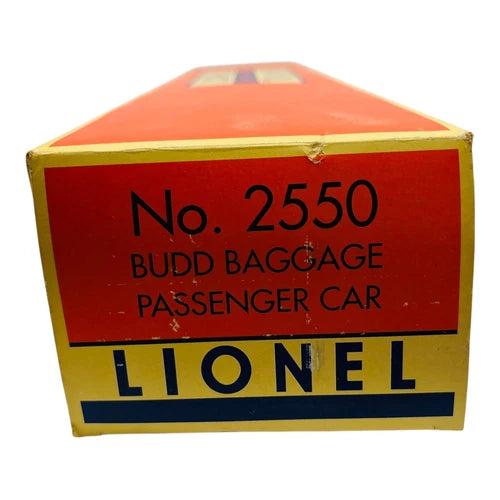 No. 2550
BUDD BAGGAGE
PASSENGER CAR
LIONEL